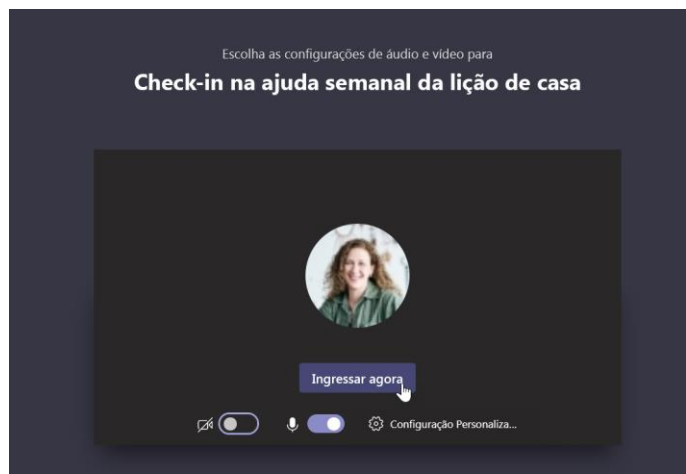 Escolha as configurações de áudio e vídeo para
Check-in na ajuda semanal da lição de casa
Ingressar agora
Configuração Personaliza...